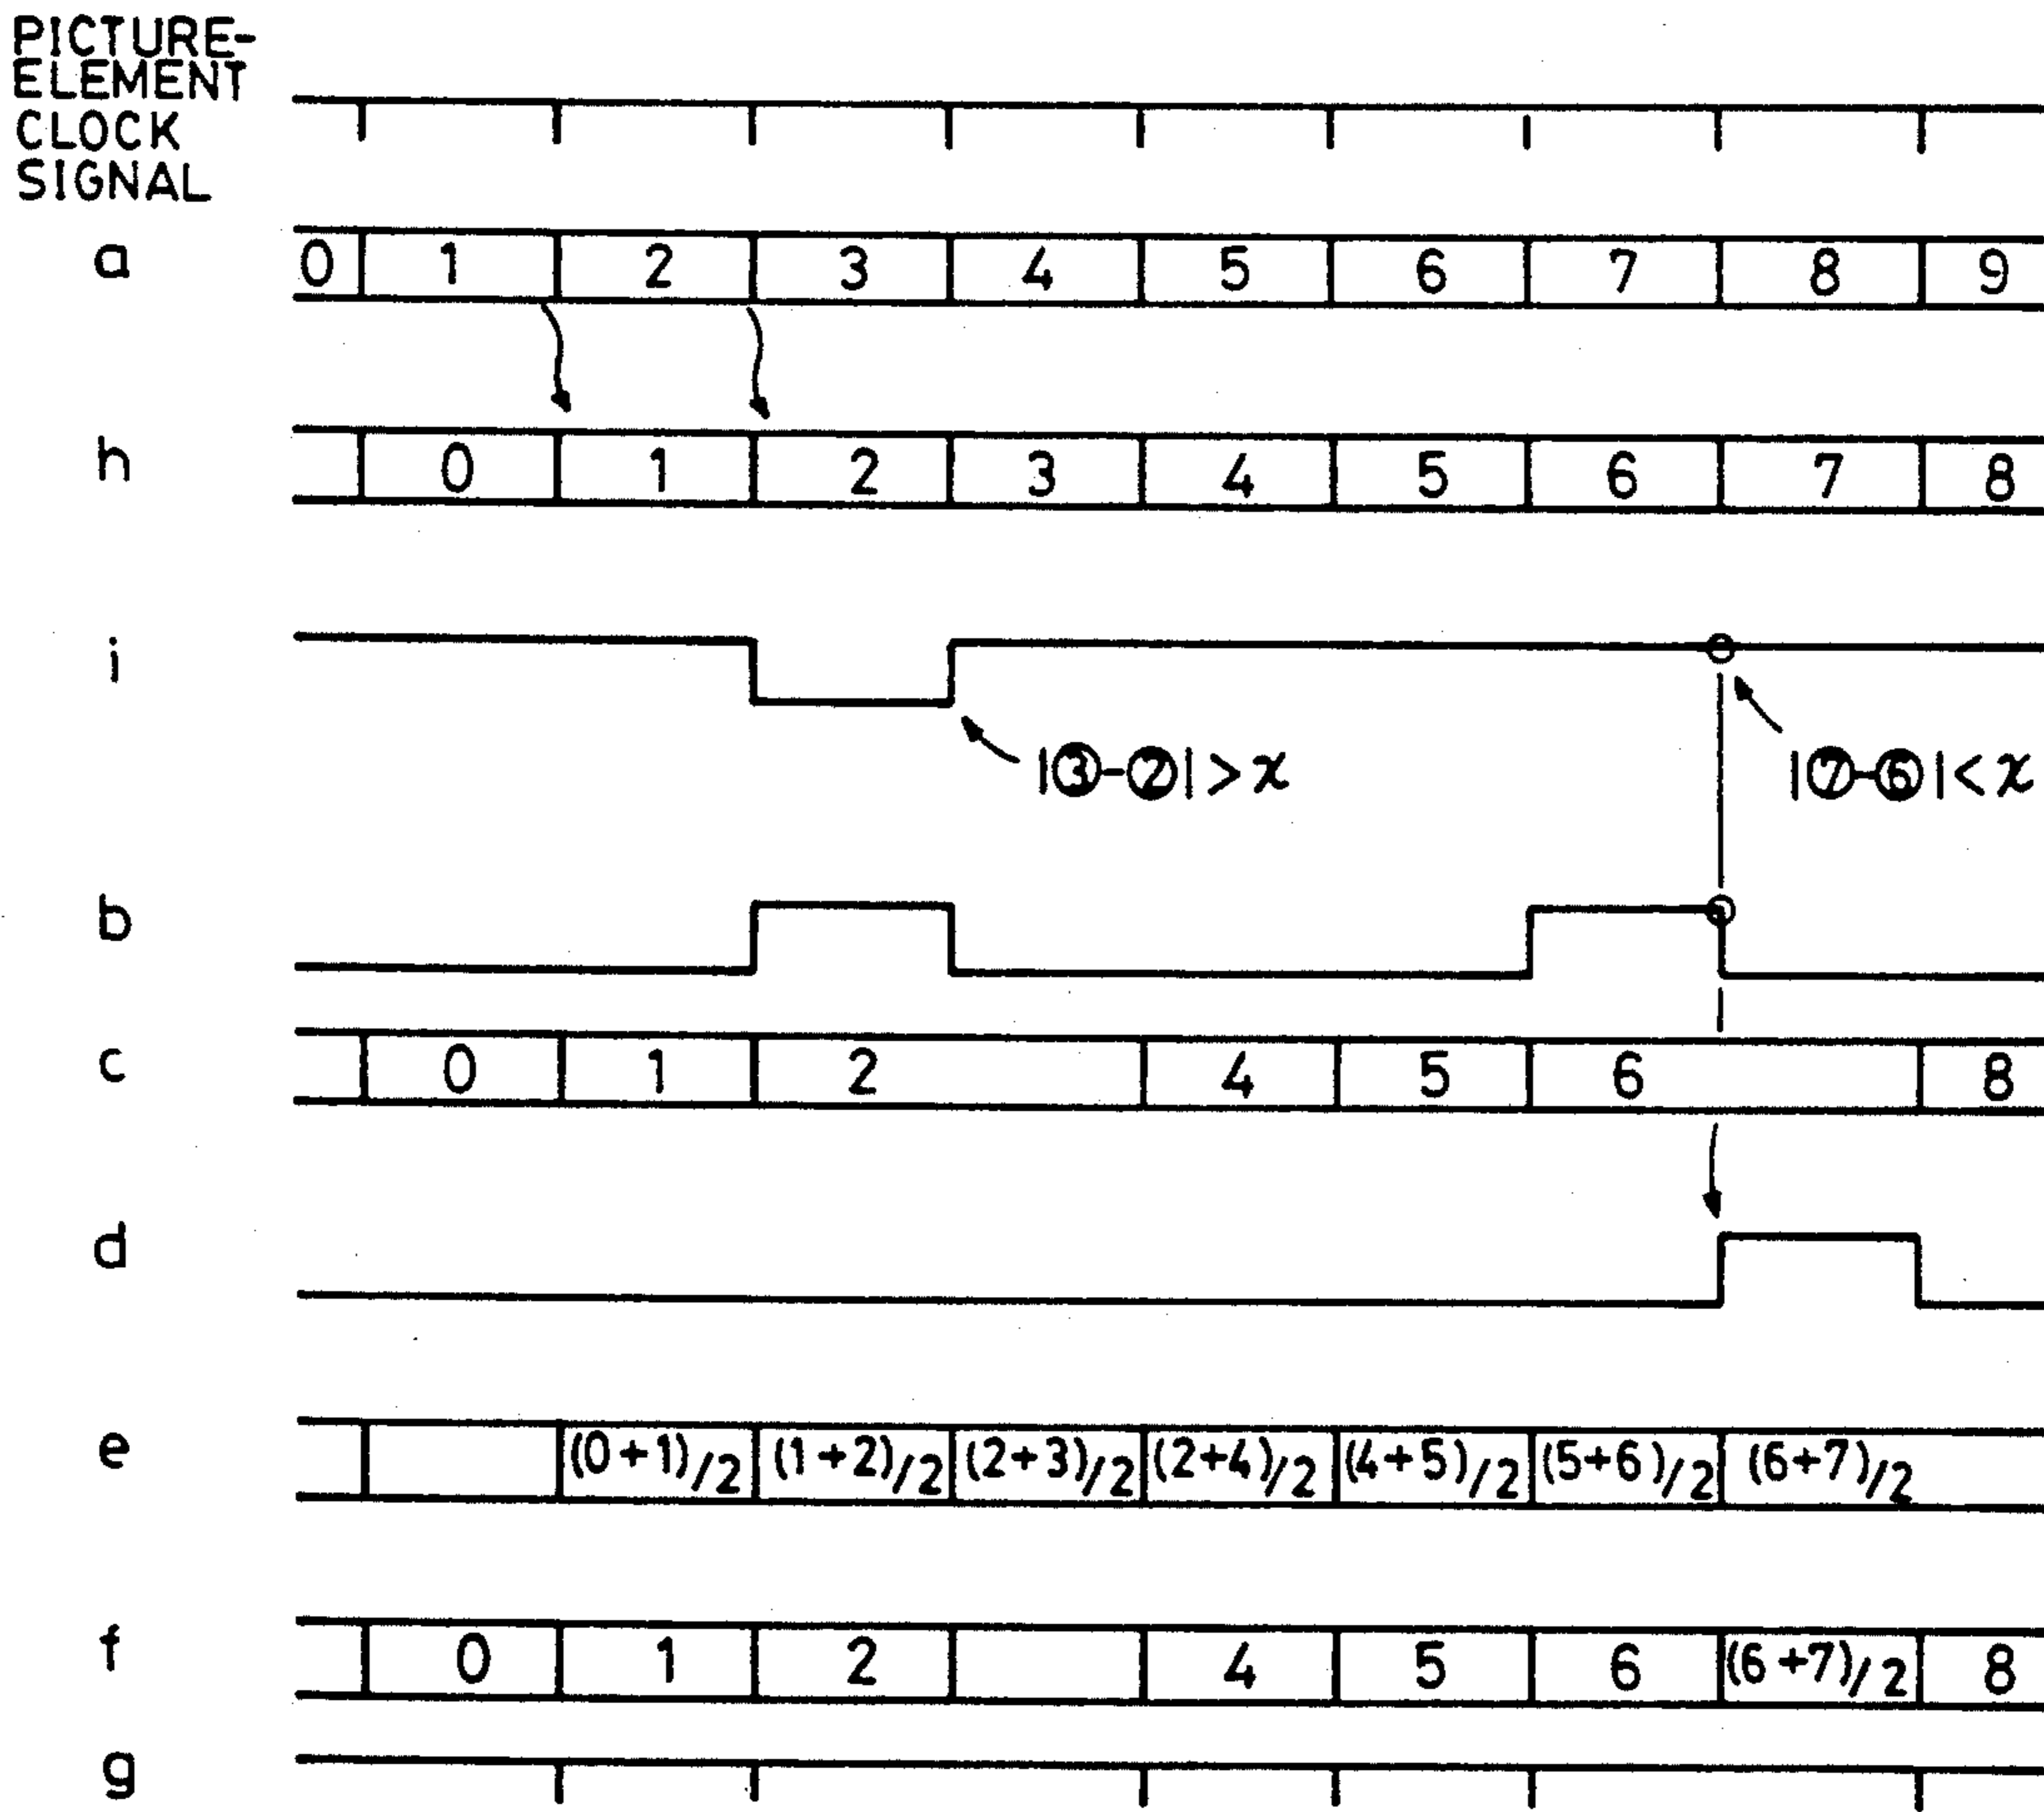 PICTURE-
ELEMENT
CLOCK
SIGNAL
a 0 1 2 3 4 5 6 7 8 9
h 0 1 2 3 4 5 6 7 8
i
|③-②|>x |⑦-⑥|<x
b
c 0 1 2 4 5 6 8
d
e (0+1)/2 (1+2)/2 (2+3)/2 (2+4)/2 (4+5)/2 (5+6)/2 (6+7)/2
f 0 1 2 4 5 6 (6+7)/2 8
g